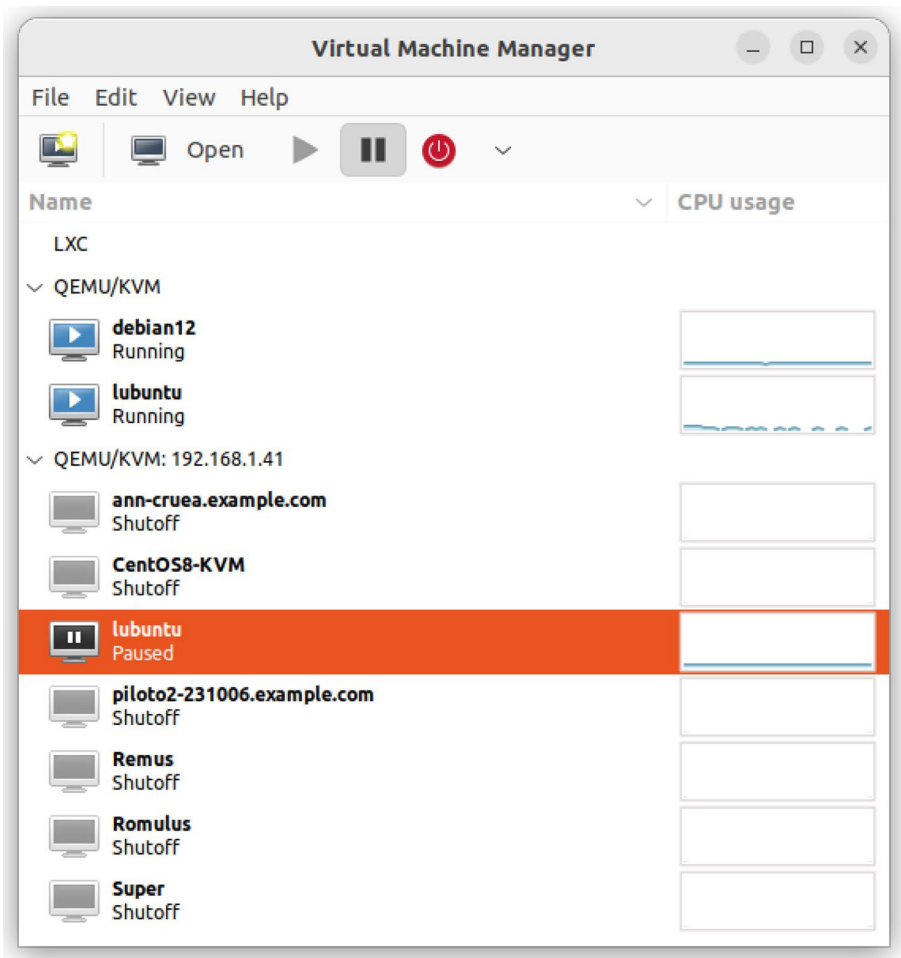 Virtual Machine Manager
File Edit View Help
Open
Name CPU usage
LXC
QEMU/KVM
debian12
Running
lubuntu
Running
QEMU/KVM: 192.168.1.41
ann-cruea.example.com
Shutoff
CentOS8-KVM
Shutoff
lubuntu
Paused
piloto2-231006.example.com
Shutoff
Remus
Shutoff
Romulus
Shutoff
Super
Shutoff